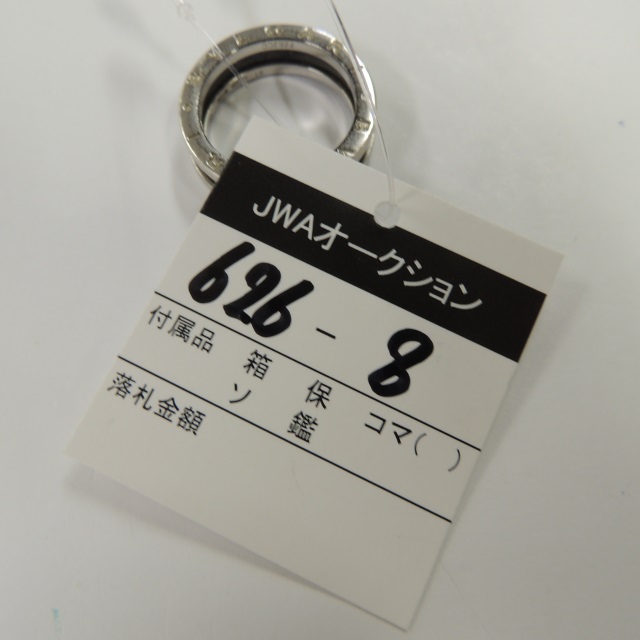 JWAオークション
626-8
付属品 箱 保 コマ( )
ソ 鑑
落札金額